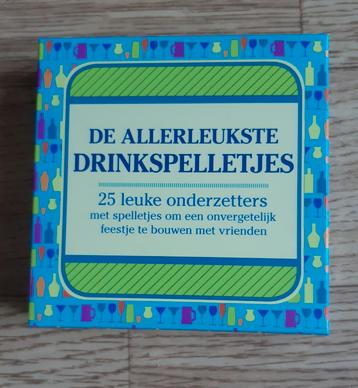 DE ALLERLEUKSTE
DRINKSPELLETJES
25 leuke onderzetters
met spelletjes om een onvergetelijk
feestje te bouwen met vrienden